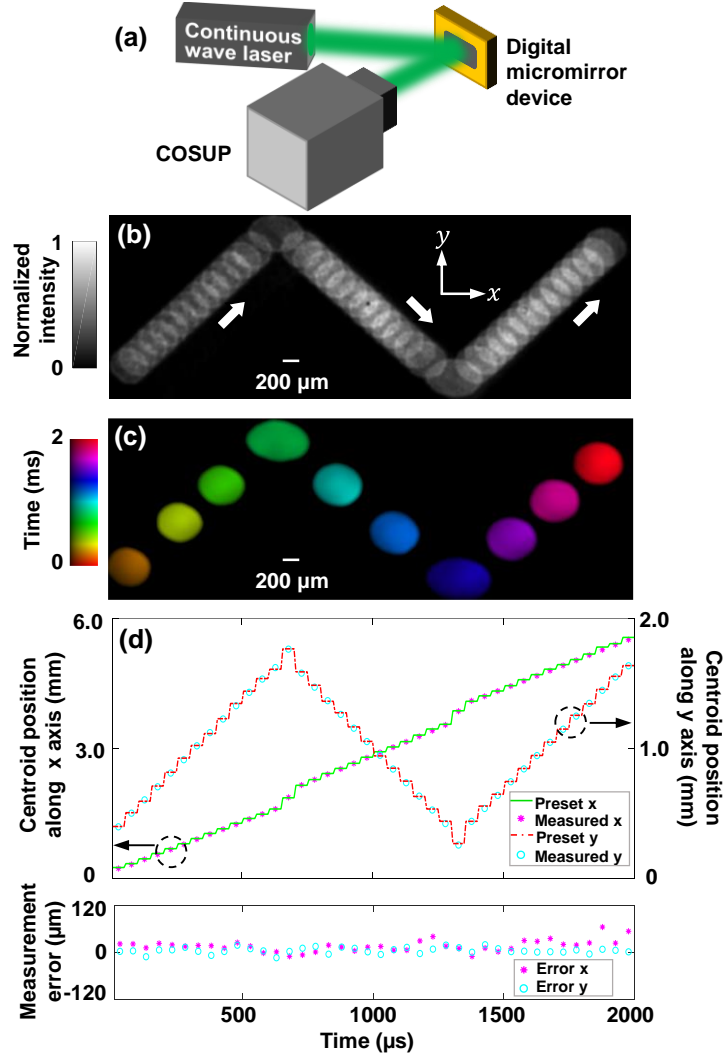 (a)
Continuous
wave laser
Digital
micromirror
device
COSUP
(b)
Normalized
intensity
1
0
y
x
200 µm
(c)
Time (ms)
2
0
200 µm
(d)
Centroid position
along x axis (mm)
6.0
3.0
0
2.0
1.0
0
Centroid position
along y axis (mm)
Preset x
Measured x
Preset y
Measured y
Measurement
error (µm)
120
0
-120
Error x
Error y
500
1000
1500
2000
Time (µs)